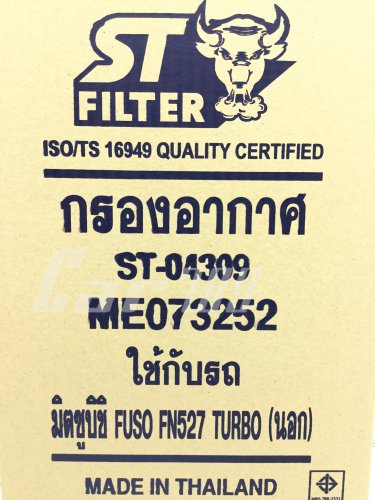 ST
FILTER
ISO/TS 16949 QUALITY CERTIFIED
กรองอากาศ
ST-04309
ME073252
ใช้กับรถ
มิตซูบิชิ FUSO FN527 TURBO (นอก)
MADE IN THAILAND